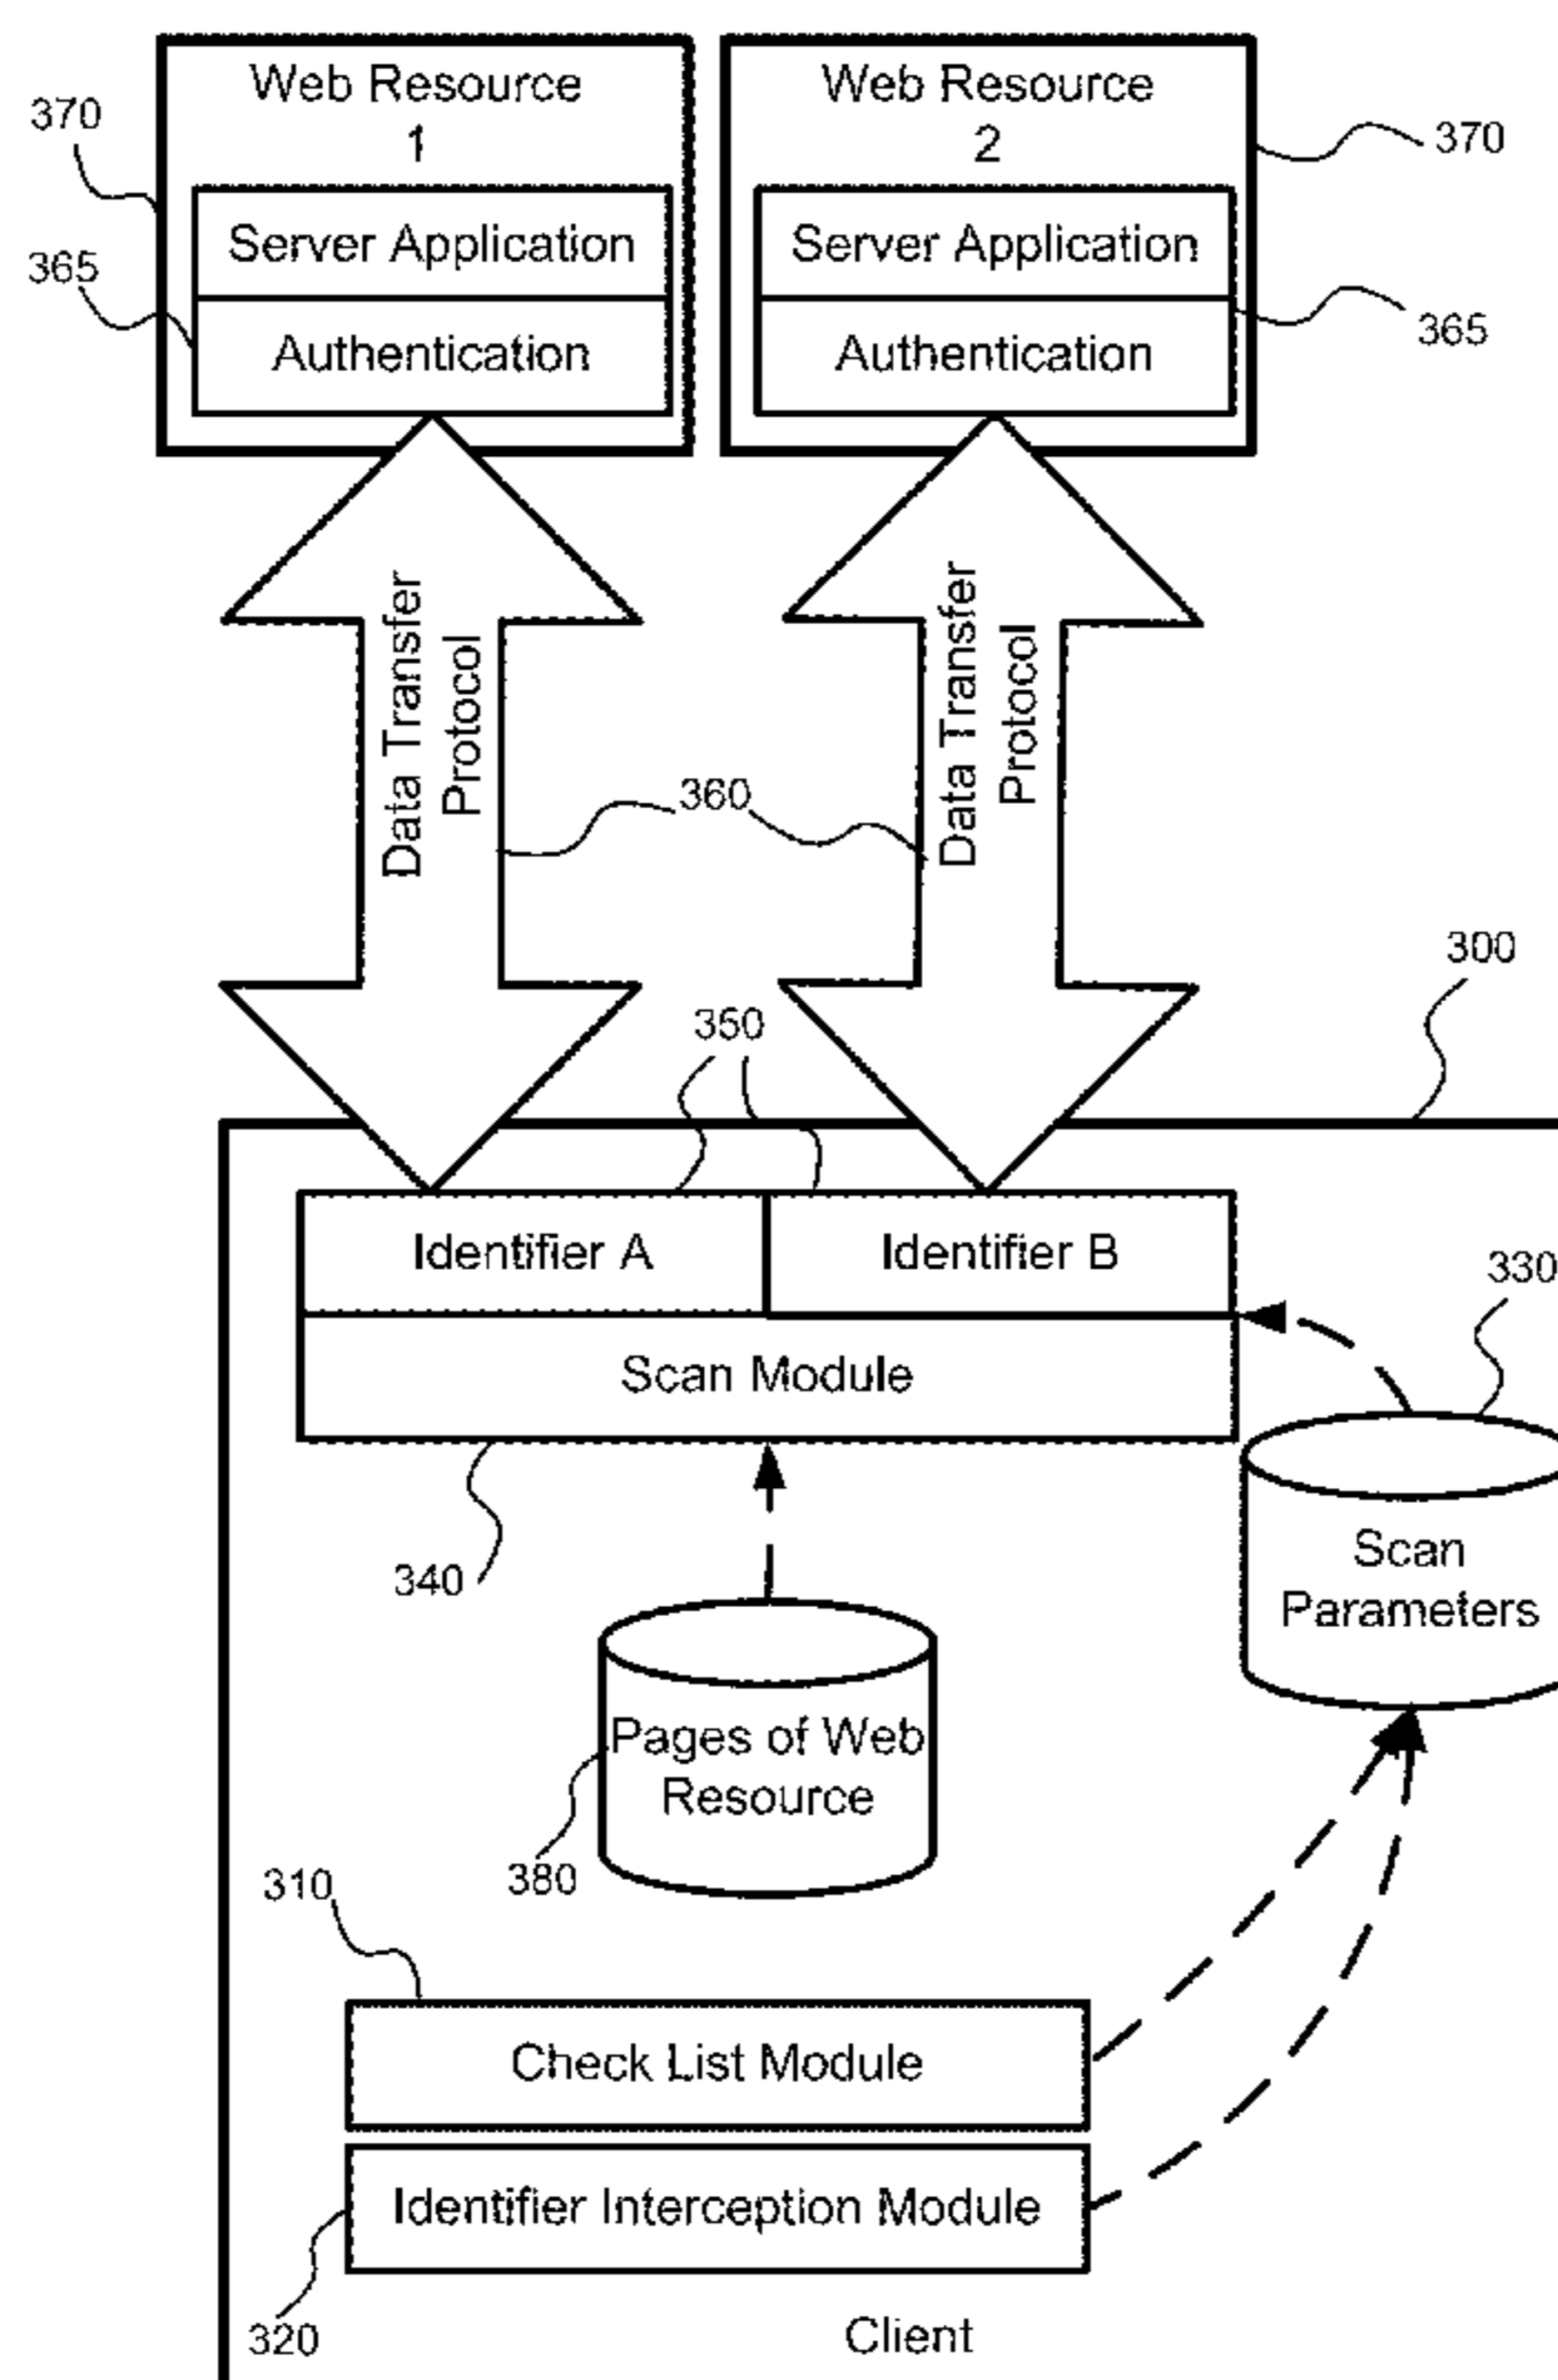 Web Resource
1
Web Resource
2
370
370
Server Application
Server Application
365
365
Authentication
Authentication
Data Transfer
Protocol
Data Transfer
Protocol
360
300
350
Identifier A
Identifier B
330
Scan Module
340
Scan
Parameters
Pages of Web
Resource
380
310
Check List Module
Identifier Interception Module
320
Client